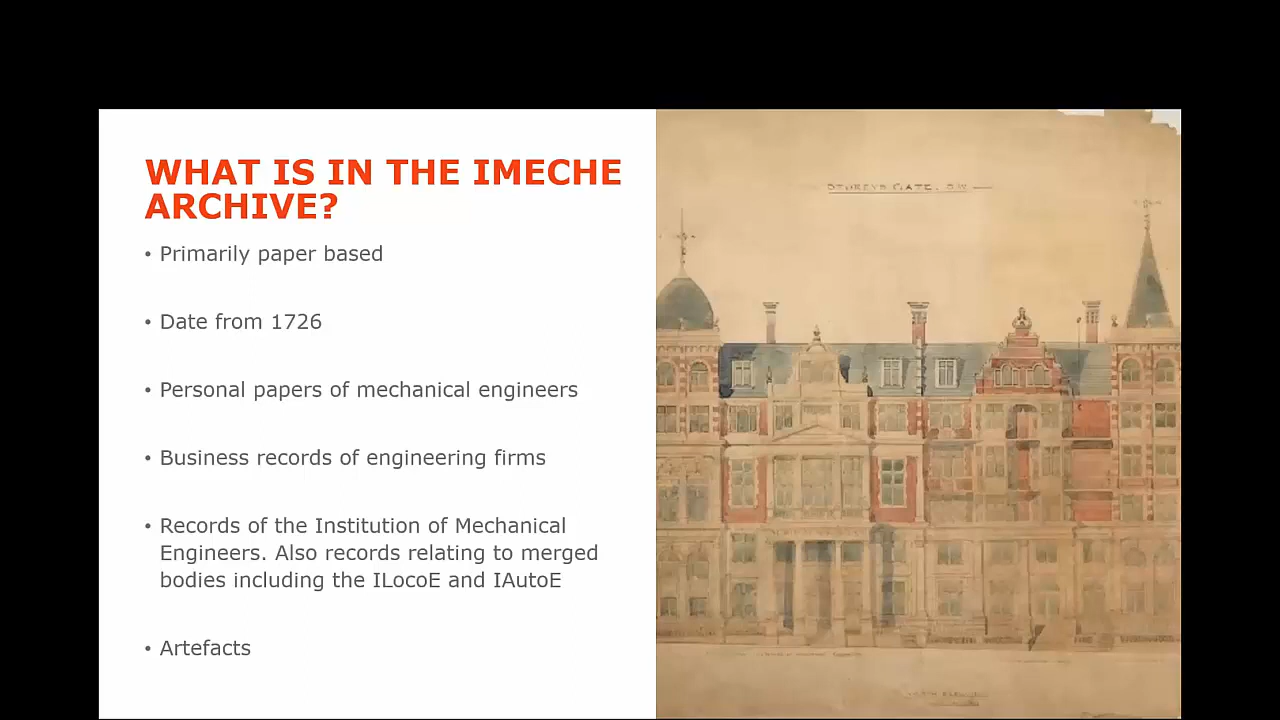 WHAT IS IN THE IMECHE
ARCHIVE?
• Primarily paper based
• Date from 1726
• Personal papers of mechanical engineers
• Business records of engineering firms
• Records of the Institution of Mechanical
Engineers. Also records relating to merged
bodies including the ILocoE and IAutoE
• Artefacts
STOREYS GATE. S.W.